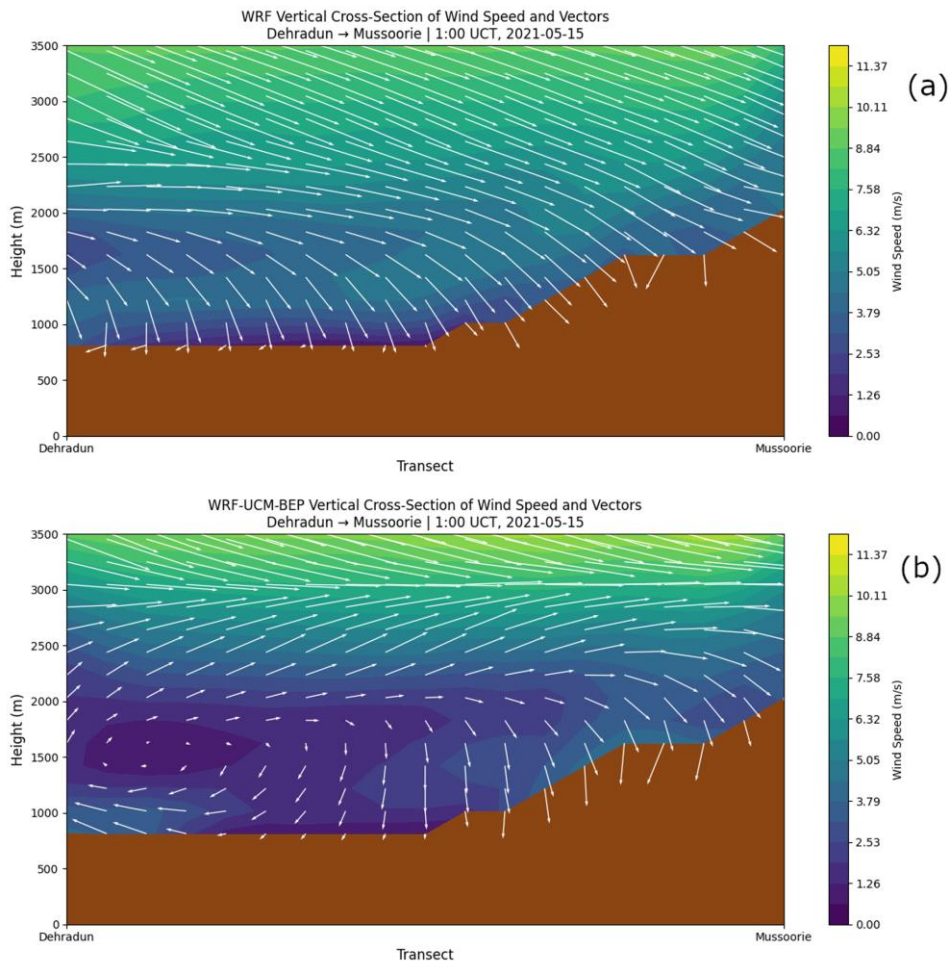 WRF Vertical Cross-Section of Wind Speed and Vectors
Dehradun → Mussoorie | 1:00 UCT, 2021-05-15
(a)
3500
3000
2500
2000
1500
1000
500
0
Height (m)
Dehradun
Mussoorie
Transect
11.37
10.11
8.84
7.58
6.32
5.05
3.79
2.53
1.26
0.00
Wind Speed (m/s)
WRF-UCM-BEP Vertical Cross-Section of Wind Speed and Vectors
Dehradun → Mussoorie | 1:00 UCT, 2021-05-15
(b)
3500
3000
2500
2000
1500
1000
500
0
Height (m)
Dehradun
Mussoorie
Transect
11.37
10.11
8.84
7.58
6.32
5.05
3.79
2.53
1.26
0.00
Wind Speed (m/s)